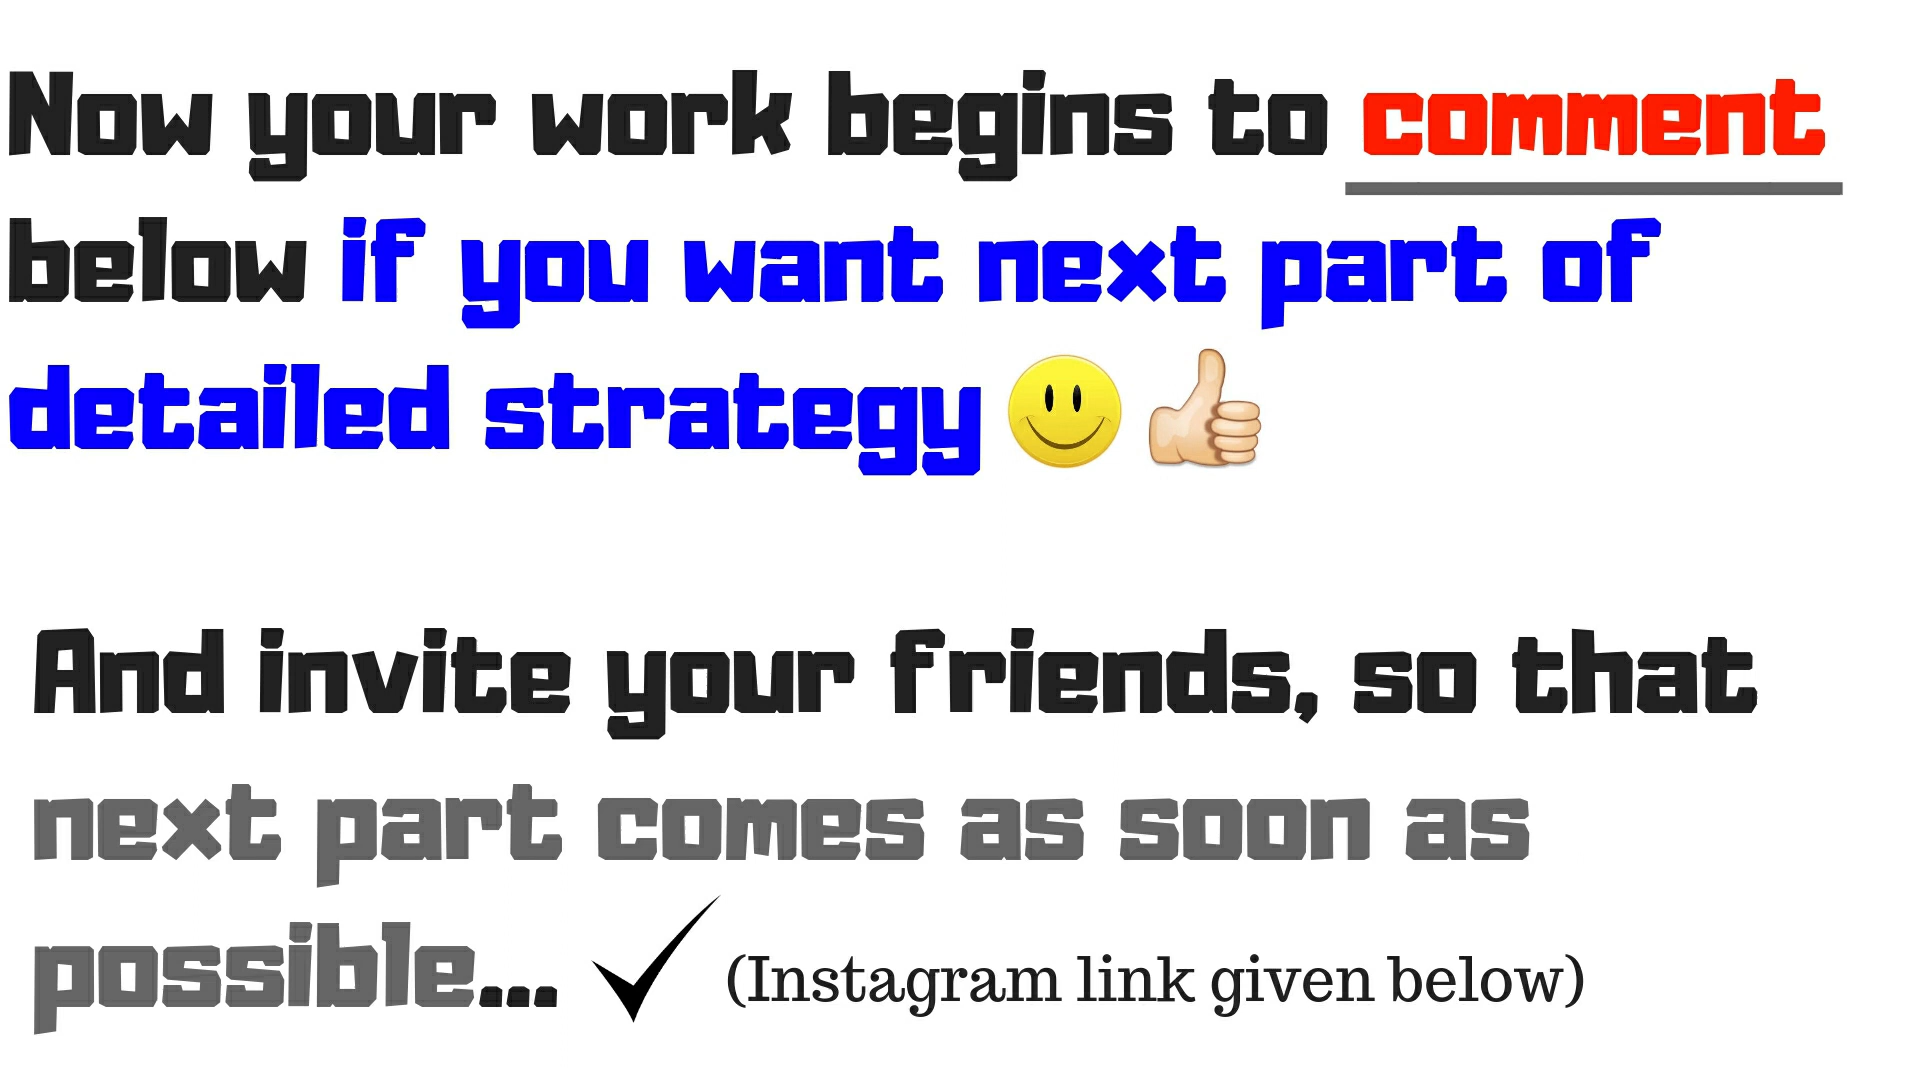 Now your work begins to comment
below if you want next part of
detailed strategy
And invite your friends, so that
next part comes as soon as
possible... (Instagram link given below)